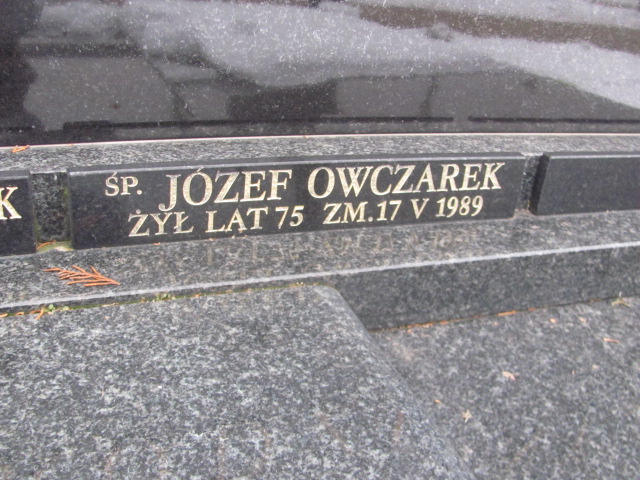 K
ŚP. JÓZEF OWCZAREK
ŻYŁ LAT 75 ZM.17 V 1989